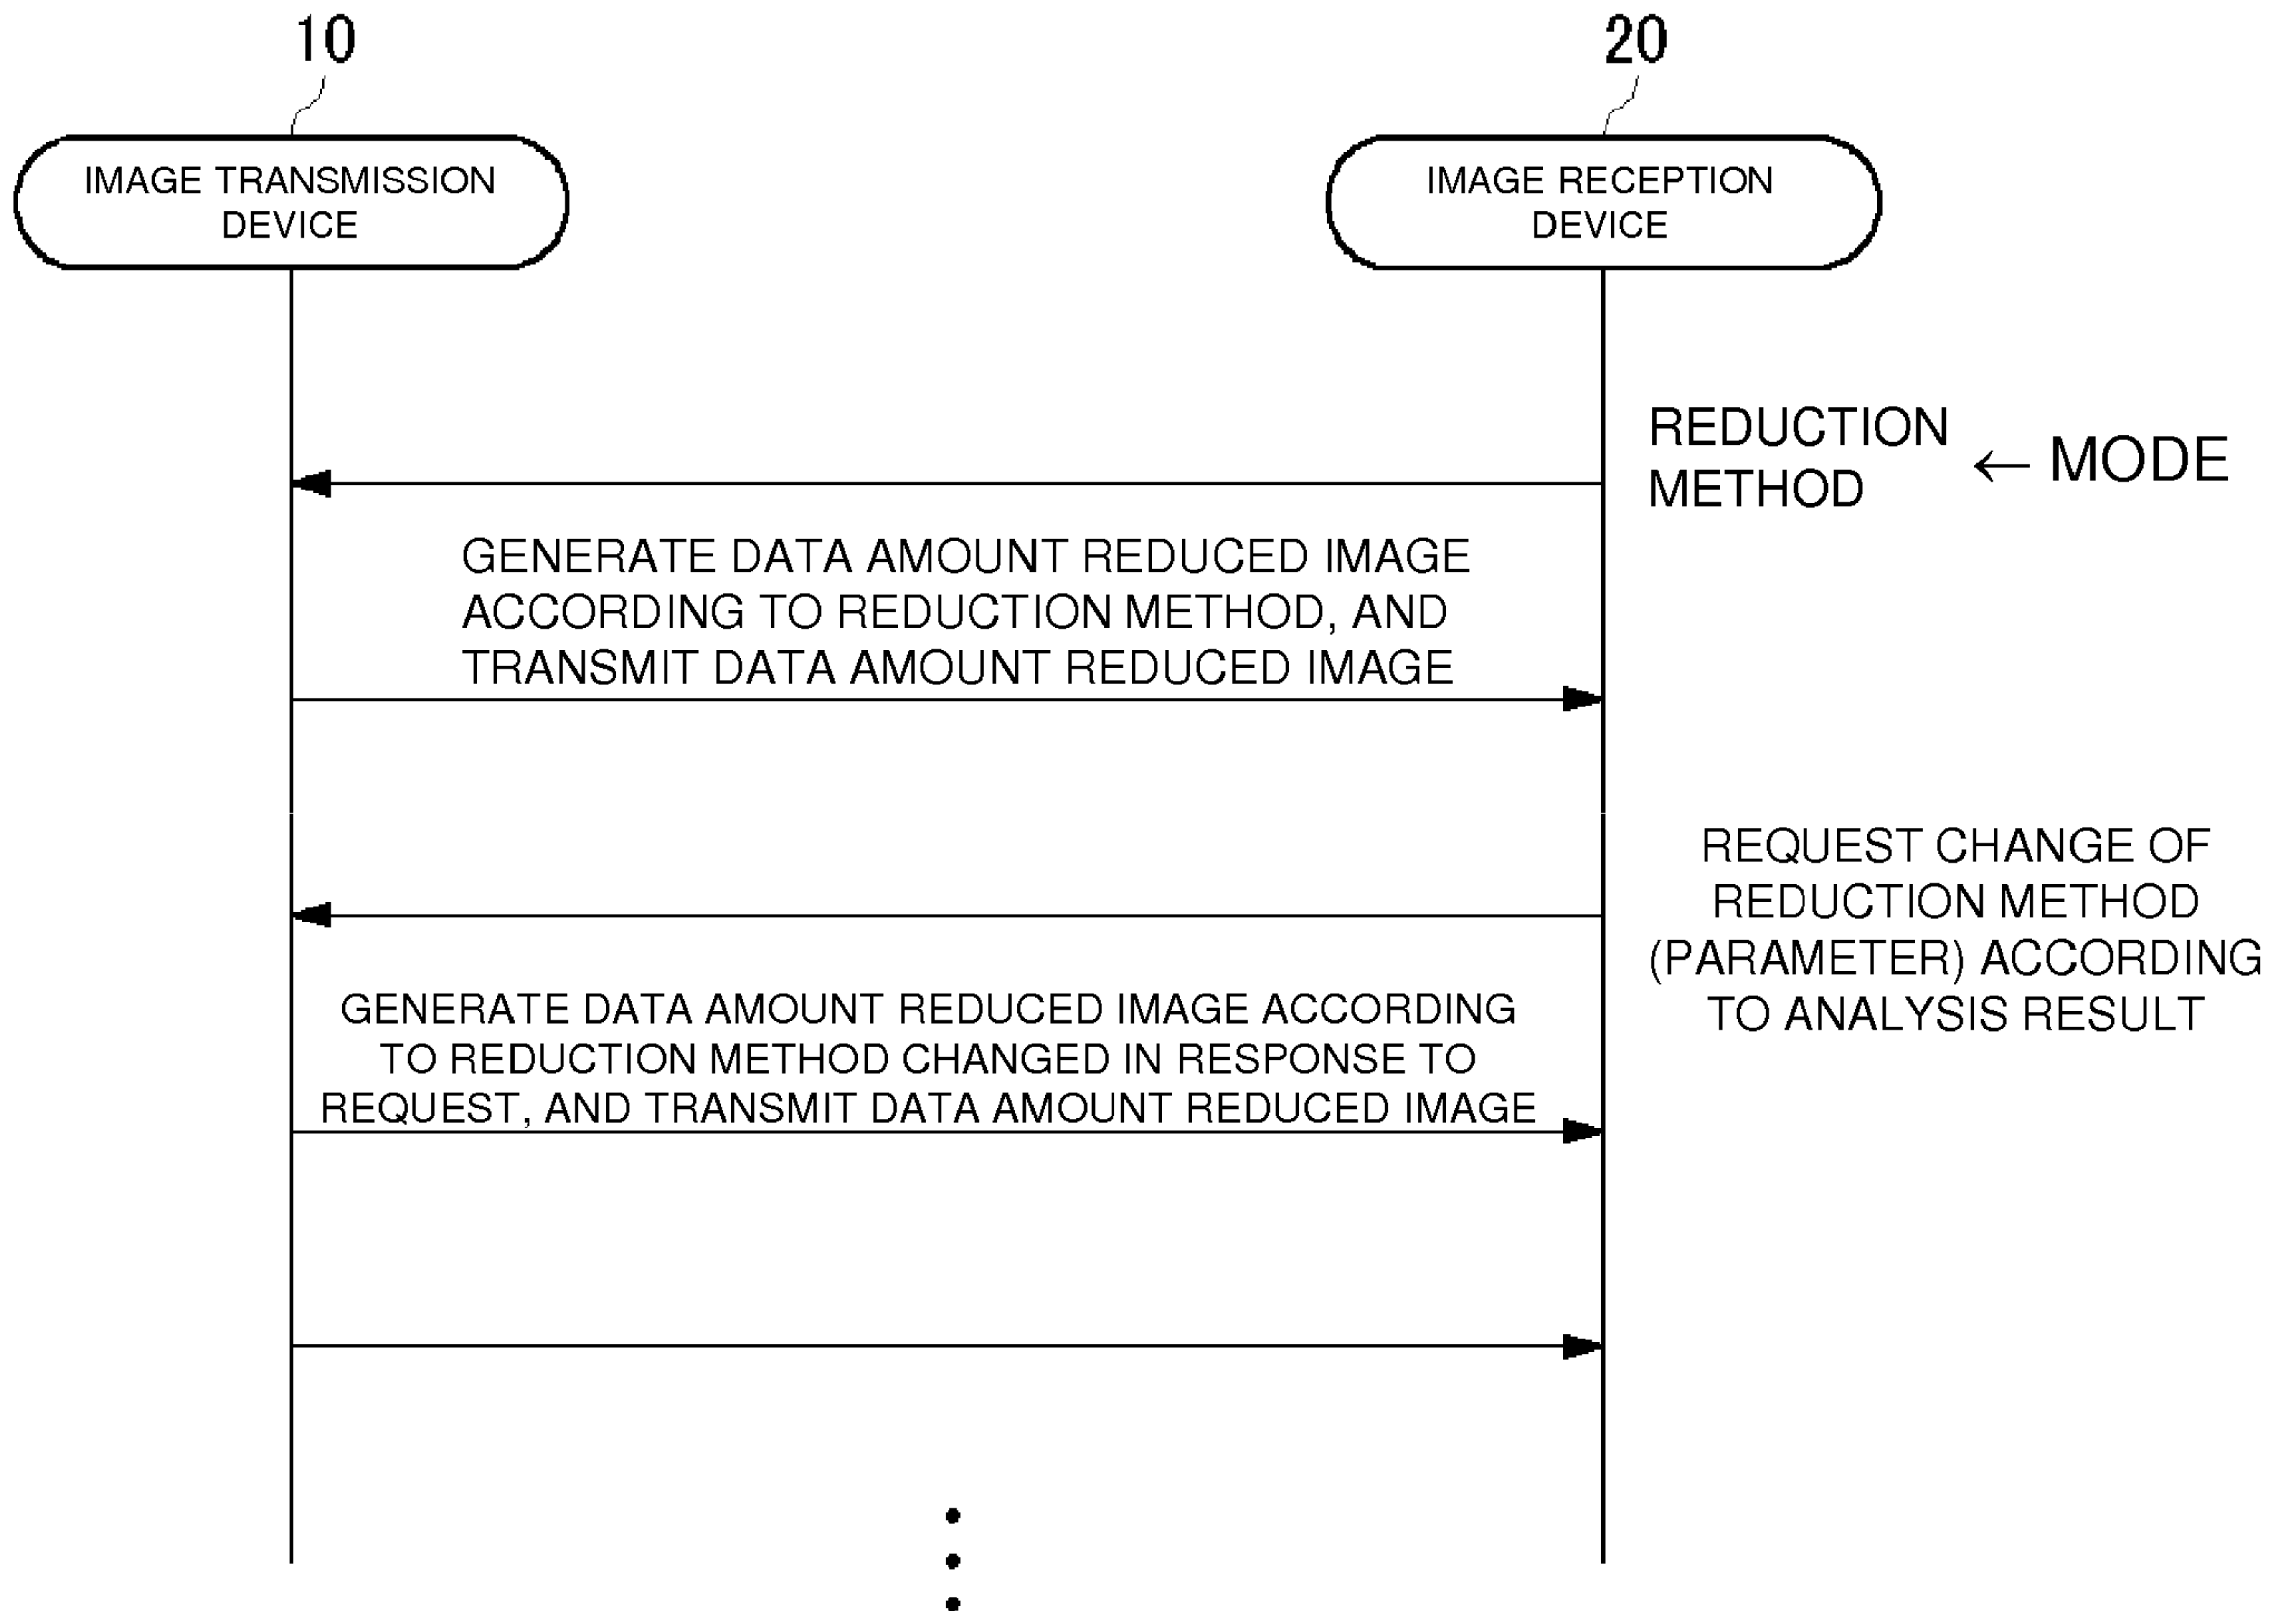 10
20
IMAGE TRANSMISSION
DEVICE
IMAGE RECEPTION
DEVICE
REDUCTION
METHOD
← MODE
GENERATE DATA AMOUNT REDUCED IMAGE
ACCORDING TO REDUCTION METHOD, AND
TRANSMIT DATA AMOUNT REDUCED IMAGE
REQUEST CHANGE OF
REDUCTION METHOD
(PARAMETER) ACCORDING
TO ANALYSIS RESULT
GENERATE DATA AMOUNT REDUCED IMAGE ACCORDING
TO REDUCTION METHOD CHANGED IN RESPONSE TO
REQUEST, AND TRANSMIT DATA AMOUNT REDUCED IMAGE